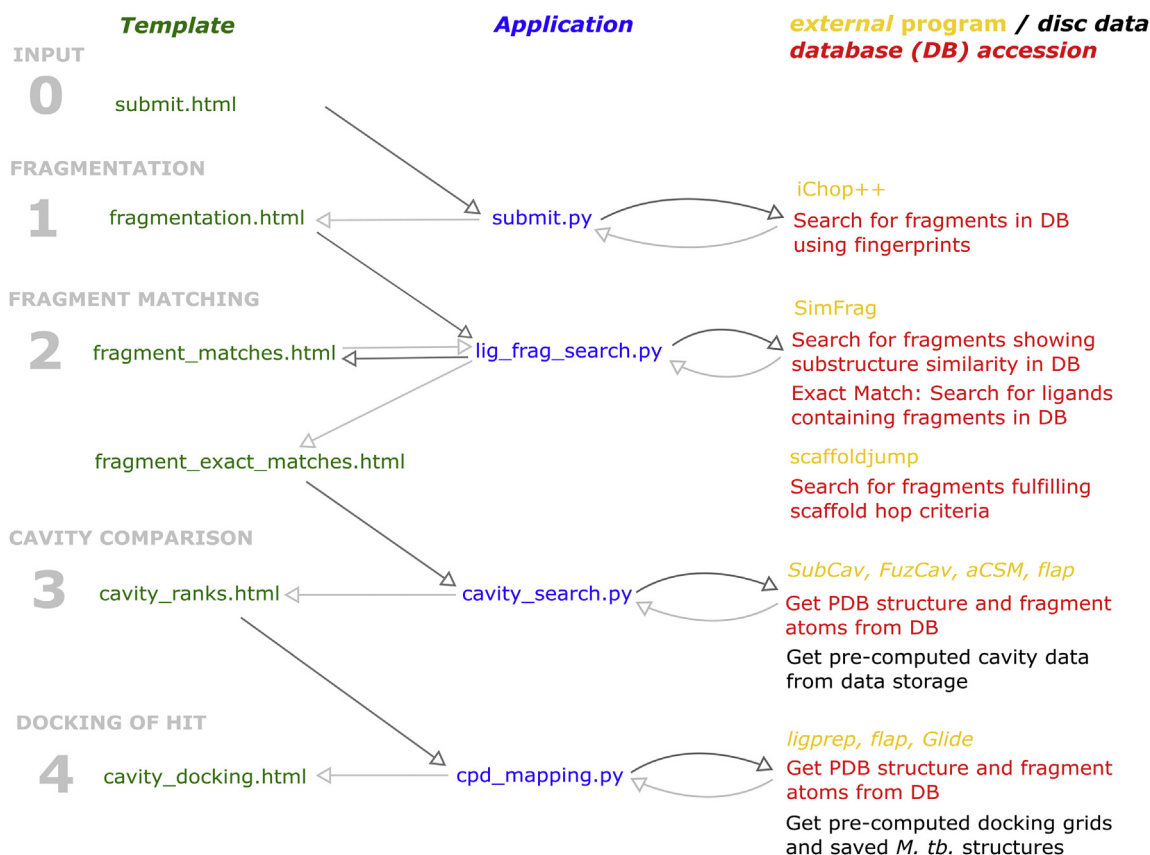 Template
Application
external program / disc data
database (DB) accession
INPUT
0
submit.html
FRAGMENTATION
1
fragmentation.html
submit.py
iChop++
Search for fragments in DB
using fingerprints
FRAGMENT MATCHING
2
fragment_matches.html
lig_frag_search.py
SimFrag
Search for fragments showing
substructure similarity in DB
Exact Match: Search for ligands
containing fragments in DB
fragment_exact_matches.html
scaffoldjump
Search for fragments fulfilling
scaffold hop criteria
CAVITY COMPARISON
3
cavity_ranks.html
cavity_search.py
SubCav, FuzCav, aCSM, flap
Get PDB structure and fragment
atoms from DB
Get pre-computed cavity data
from data storage
DOCKING OF HIT
4
cavity_docking.html
cpd_mapping.py
ligprep, flap, Glide
Get PDB structure and fragment
atoms from DB
Get pre-computed docking grids
and saved M. tb. structures